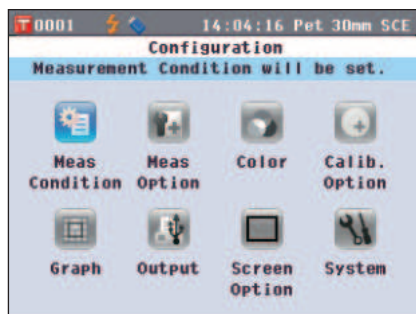 T0001 14:04:16 Pet 30mm SCE
Configuration
Measurement Condition will be set.
Meas Condition
Meas Option
Color
Calib. Option
Graph
Output
Screen Option
System